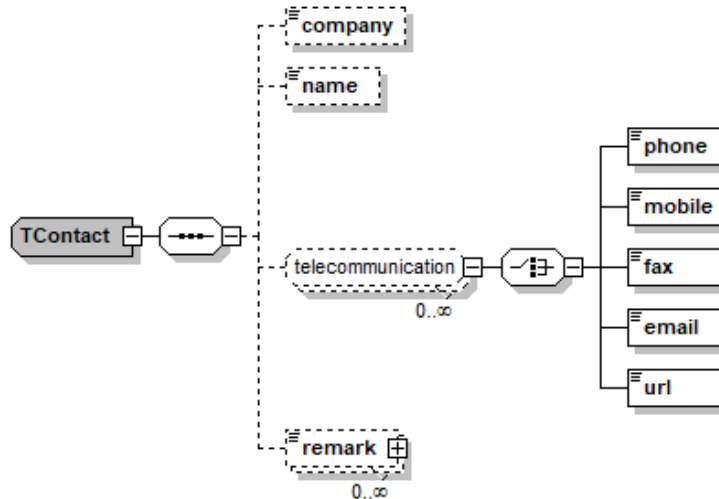 company
name
phone
mobile
TContact
telecommunication
fax
0..∞
email
url
remark
0..∞